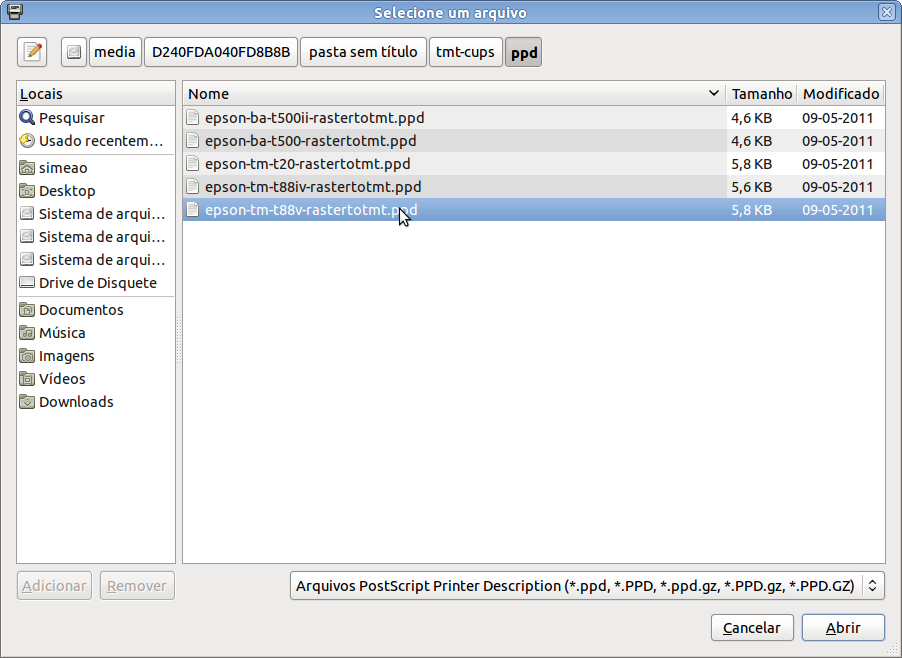 Selecione um arquivo
media D240FDA040FD8B8B pasta sem título tmt-cups ppd
Locais
Pesquisar
Usado recentem...
simeao
Desktop
Sistema de arqui...
Sistema de arqui...
Sistema de arqui...
Drive de Disquete
Documentos
Música
Imagens
Vídeos
Downloads
Nome Tamanho Modificado
epson-ba-t500ii-rastertotmt.ppd 4,6 KB 09-05-2011
epson-ba-t500-rastertotmt.ppd 4,6 KB 09-05-2011
epson-tm-t20-rastertotmt.ppd 5,8 KB 09-05-2011
epson-tm-t88iv-rastertotmt.ppd 5,6 KB 09-05-2011
epson-tm-t88v-rastertotmt.ppd 5,8 KB 09-05-2011
Adicionar Remover
Arquivos PostScript Printer Description (*.ppd, *.PPD, *.ppd.gz, *.PPD.gz, *.PPD.GZ)
Cancelar Abrir